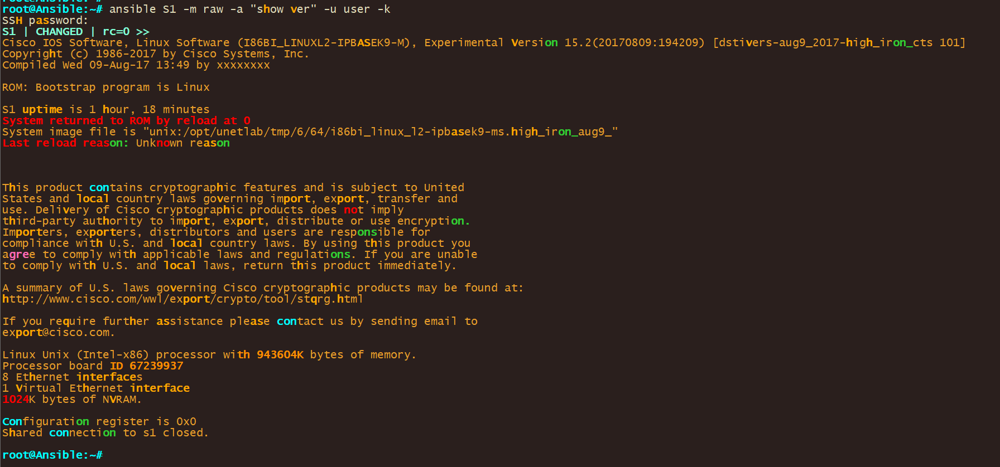 root@Ansible:~# ansible S1 -m raw -a "show ver" -u user -k
SSH password:
S1 | CHANGED | rc=0 >>
Cisco IOS Software, Linux Software (I86BI_LINUXL2-IPBASEK9-M), Experimental Version 15.2(20170809:194209) [dstivers-aug9_2017-high_iron_cts 101]
Copyright (c) 1986-2017 by Cisco Systems, Inc.
Compiled Wed 09-Aug-17 13:49 by xxxxxxxx
ROM: Bootstrap program is Linux
S1 uptime is 1 hour, 18 minutes
System returned to ROM by reload at 0
System image file is "unix:/opt/unetlab/tmp/6/64/i86bi_linux_l2-ipbasek9-ms.high_iron_aug9_"
Last reload reason: Unknown reason
This product contains cryptographic features and is subject to United
States and local country laws governing import, export, transfer and
use. Delivery of Cisco cryptographic products does not imply
third-party authority to import, export, distribute or use encryption.
Importers, exporters, distributors and users are responsible for
compliance with U.S. and local country laws. By using this product you
agree to comply with applicable laws and regulations. If you are unable
to comply with U.S. and local laws, return this product immediately.
A summary of U.S. laws governing Cisco cryptographic products may be found at:
http://www.cisco.com/wwl/export/crypto/tool/stqrg.html
If you require further assistance please contact us by sending email to
export@cisco.com.
Linux Unix (Intel-x86) processor with 943604K bytes of memory.
Processor board ID 67239937
8 Ethernet interfaces
1 Virtual Ethernet interface
1024K bytes of NVRAM.
Configuration register is 0x0
Shared connection to s1 closed.
root@Ansible:~#